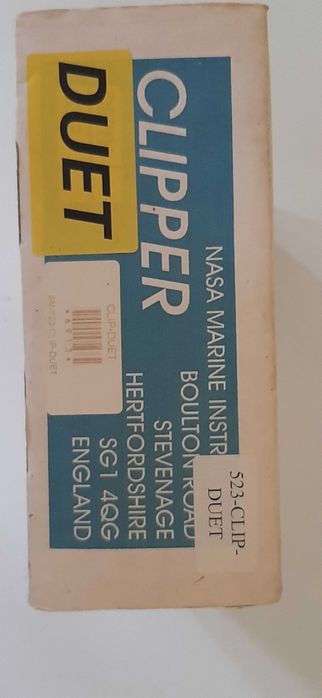 DUET
CLIPPER
NASA MARINE INSTR
BOULTON ROAD
STEVENAGE
HERTFORDSHIRE
SG1 4QG
ENGLAND
CLIP-DUET
523-CLIP-
DUET